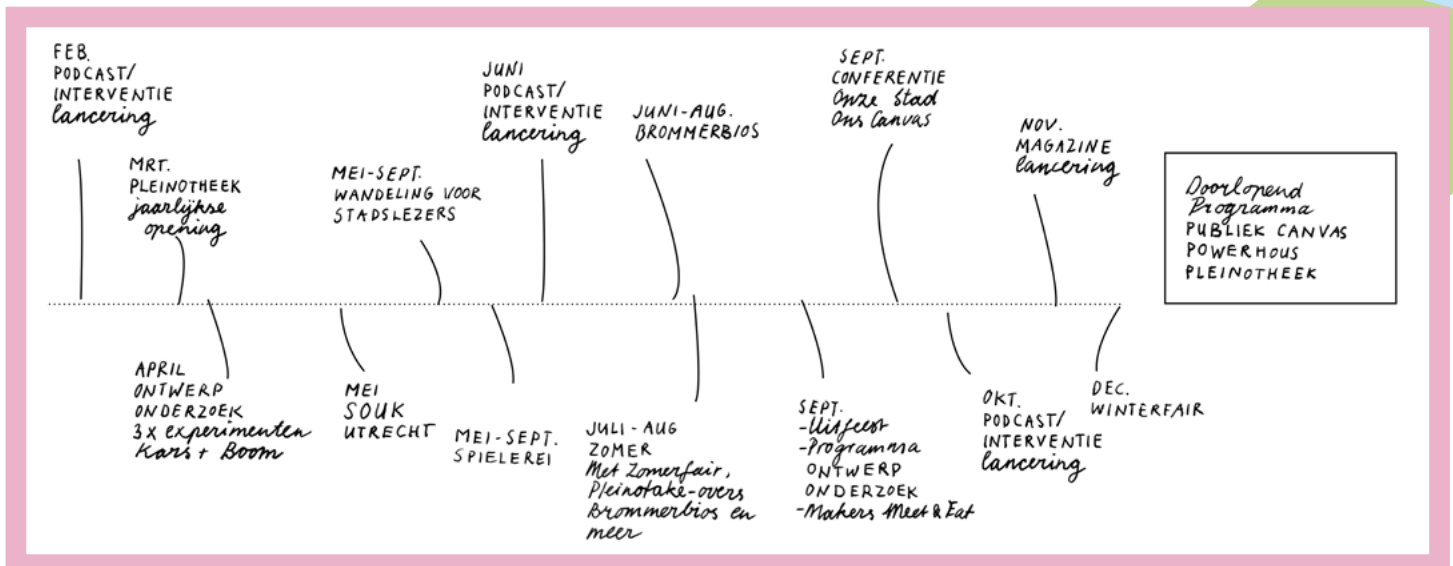 FEB.
PODCAST/
INTERVENTIE
lancering
MRT.
PLEINOTHEEK
jaarlijkse
opening
MEI-SEPT.
WANDELING VOOR
STADSLEZERS
JUNI
PODCAST/
INTERVENTIE
lancering
JUNI-AUG.
BROMMERBIOS
SEPT.
CONFERENTIE
Onze Stad
Ons Canvas
NOV.
MAGAZINE
lancering
Doorlopend
Programma
PUBLIEK CANVAS
POWERHOUS
PLEINOTHEEK
APRIL
ONTWERP
ONDERZOEK
3x experimenten
Kars + Boom
MEI
SOUK
UTRECHT
MEI-SEPT.
SPIELEREI
JULI - AUG
ZOMER
Met Zomerfair,
Pleinotake-overs
Brommerbios en
meer
SEPT.
-Uitfeest
-Programma
ONTWERP
ONDERZOEK
-Makers Meet & Eat
OKT.
PODCAST/
INTERVENTIE
lancering
DEC.
WINTERFAIR